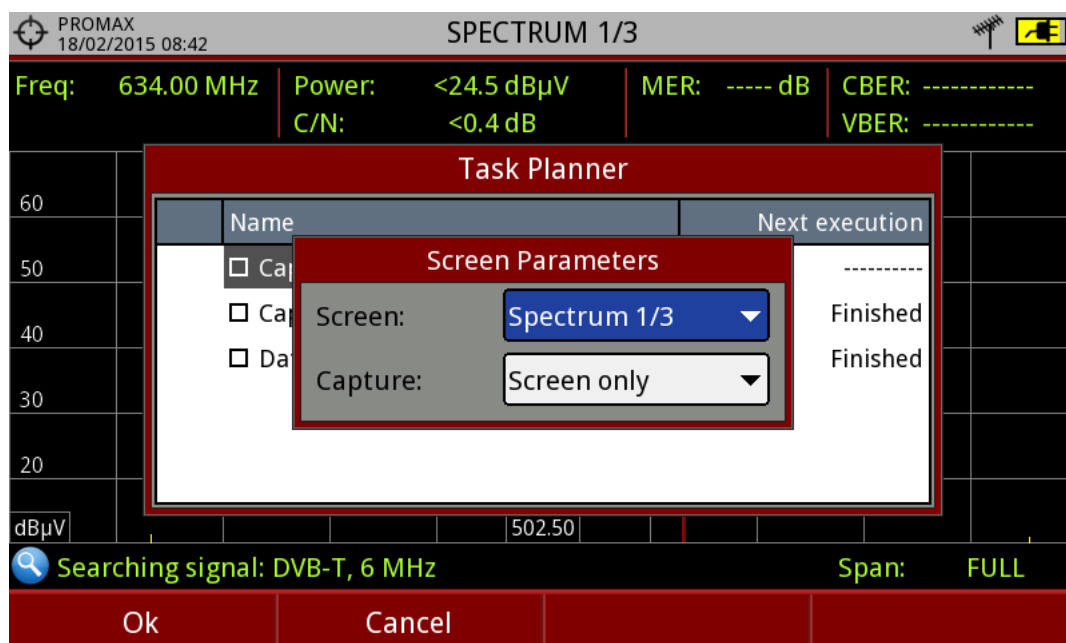 PROMAX
18/02/2015 08:42
SPECTRUM 1/3
Freq: 634.00 MHz
Power: <24.5 dBµV
MER: ----- dB
CBER: ------------
C/N: <0.4 dB
VBER: ------------
Task Planner
Name
Next execution
Screen Parameters
Screen: Spectrum 1/3
Capture: Screen only
----------
Finished
Finished
60
50
40
30
20
dBµV
502.50
Searching signal: DVB-T, 6 MHz
Span: FULL
Ok
Cancel